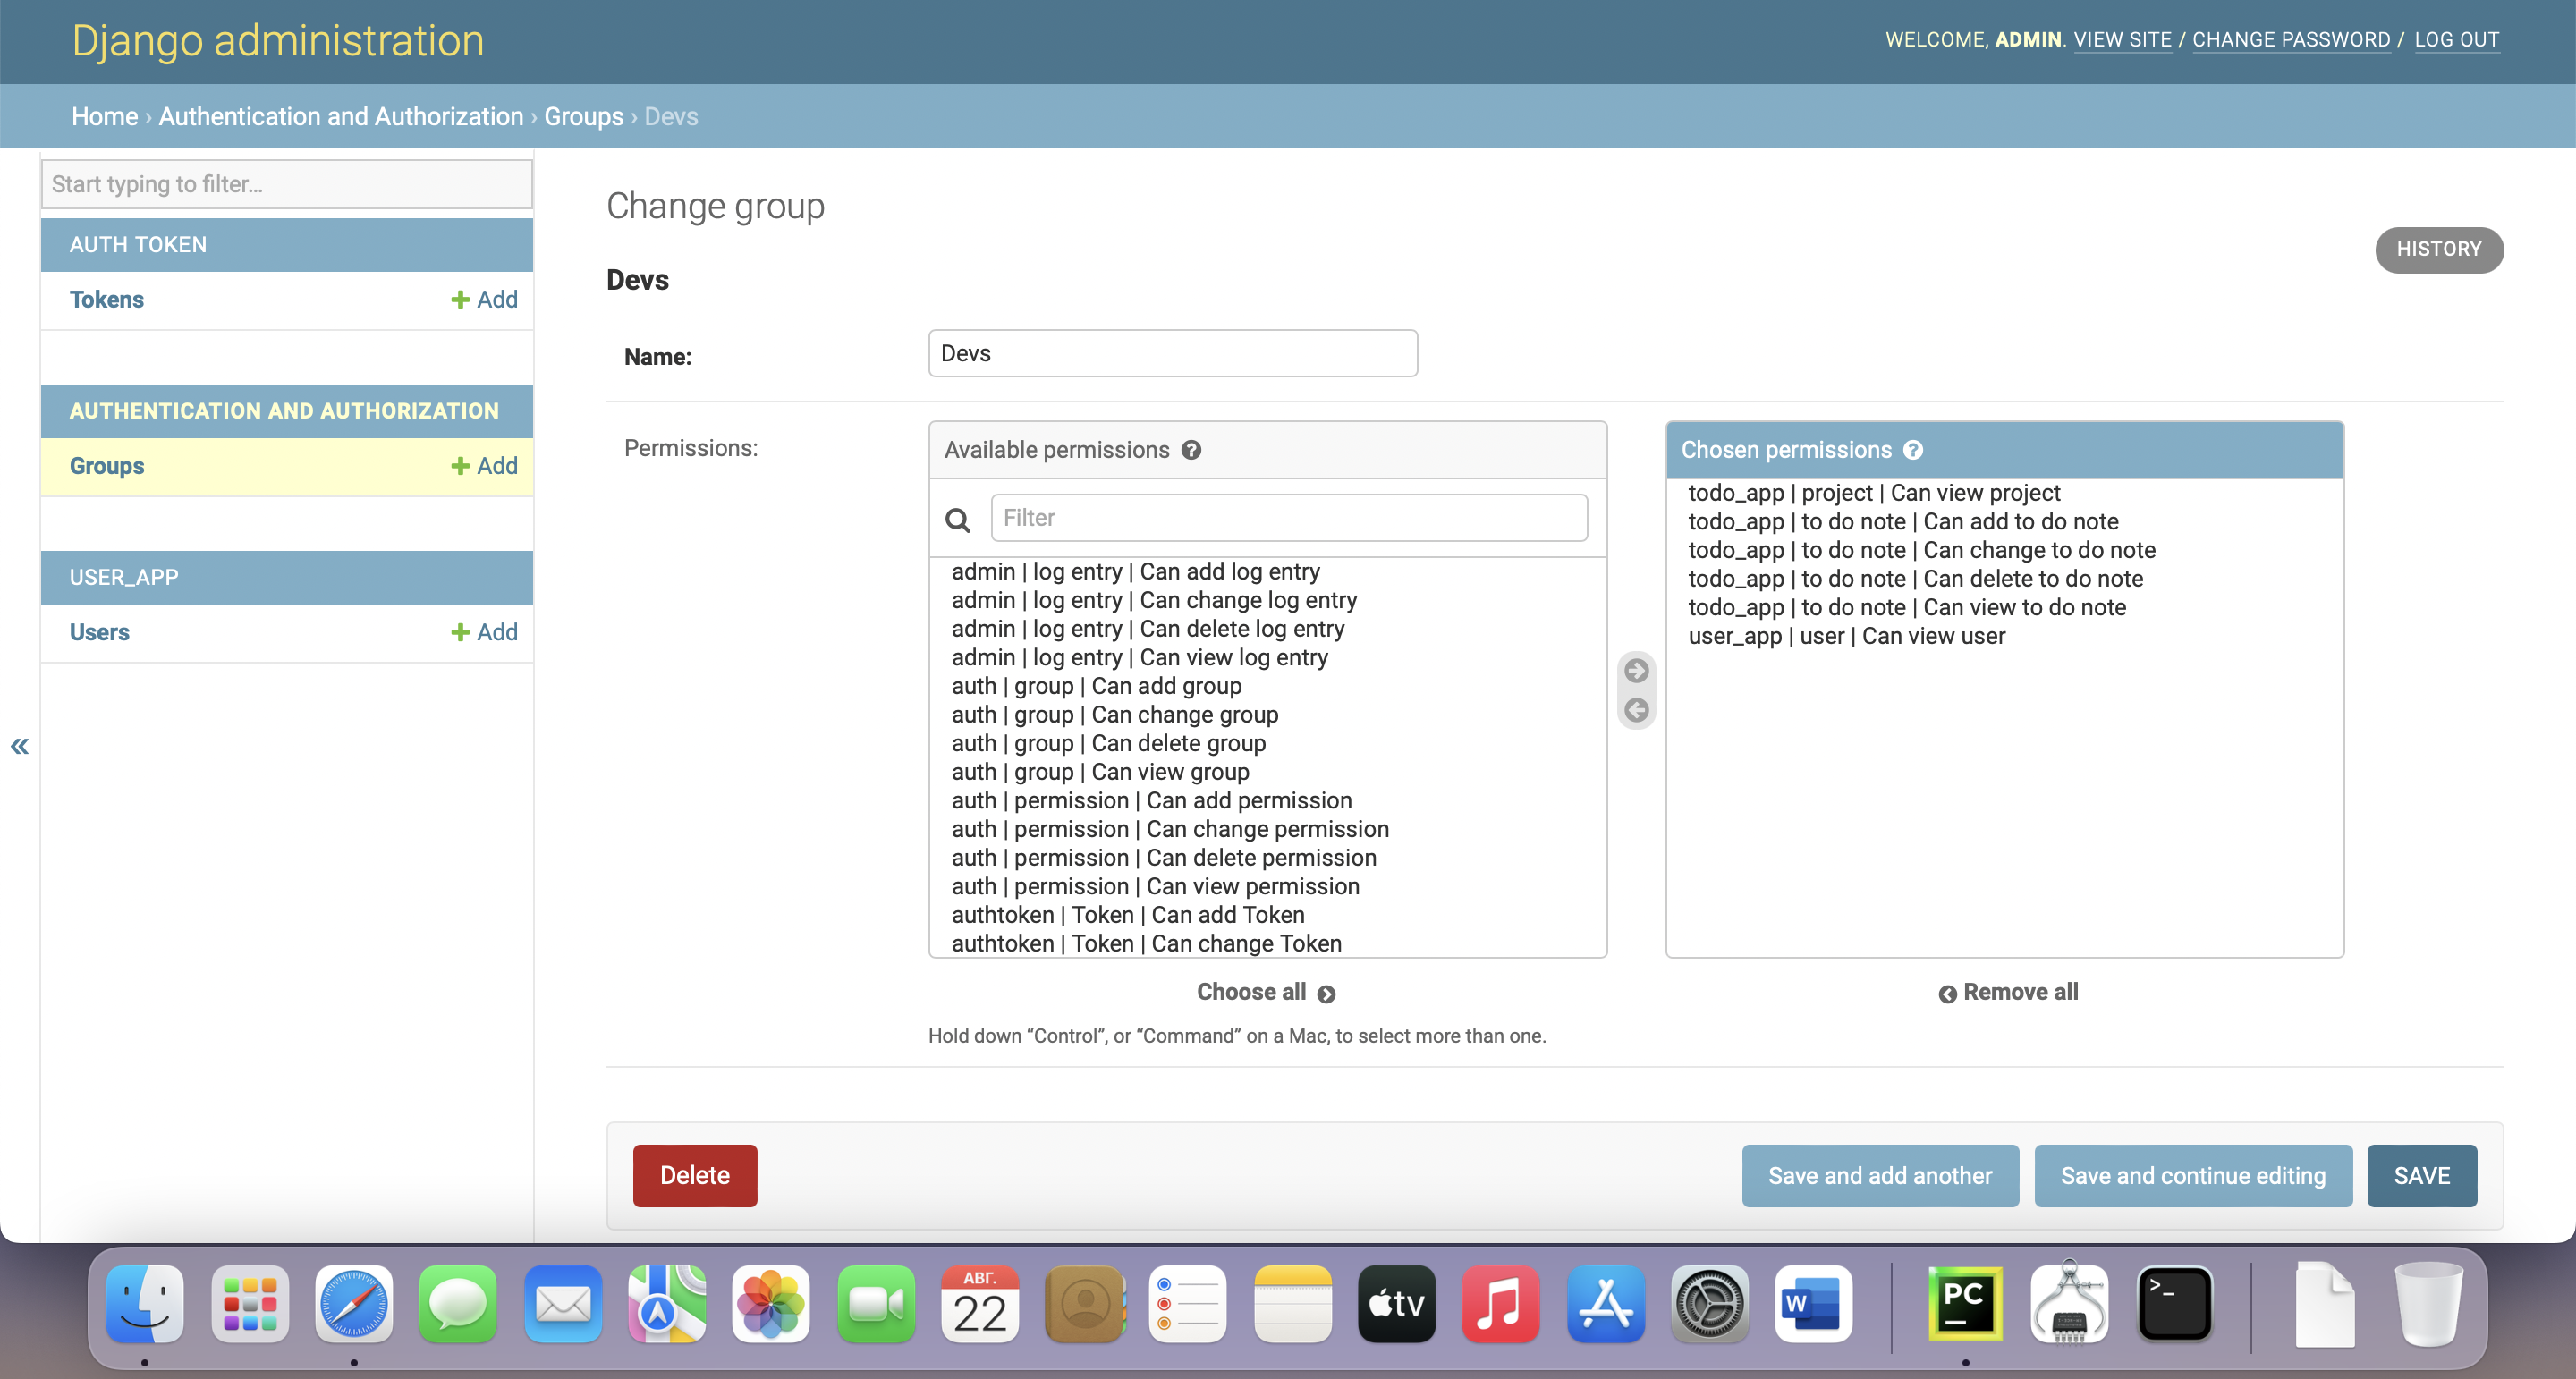 Django administration
WELCOME, ADMIN. VIEW SITE / CHANGE PASSWORD / LOG OUT
Home › Authentication and Authorization › Groups › Devs
Start typing to filter...
AUTH TOKEN
Tokens
Add
AUTHENTICATION AND AUTHORIZATION
Groups
Add
USER_APP
Users
Add
«
Change group
HISTORY
Devs
Name:
Devs
Permissions:
Available permissions ?
Filter
admin | log entry | Can add log entry
admin | log entry | Can change log entry
admin | log entry | Can delete log entry
admin | log entry | Can view log entry
auth | group | Can add group
auth | group | Can change group
auth | group | Can delete group
auth | group | Can view group
auth | permission | Can add permission
auth | permission | Can change permission
auth | permission | Can delete permission
auth | permission | Can view permission
authtoken | Token | Can add Token
authtoken | Token | Can change Token
Choose all
Hold down “Control”, or “Command” on a Mac, to select more than one.
Chosen permissions ?
todo_app | project | Can view project
todo_app | to do note | Can add to do note
todo_app | to do note | Can change to do note
todo_app | to do note | Can delete to do note
todo_app | to do note | Can view to do note
user_app | user | Can view user
Remove all
Delete
Save and add another
Save and continue editing
SAVE
АВГ.
22
tv
W
PC
>_